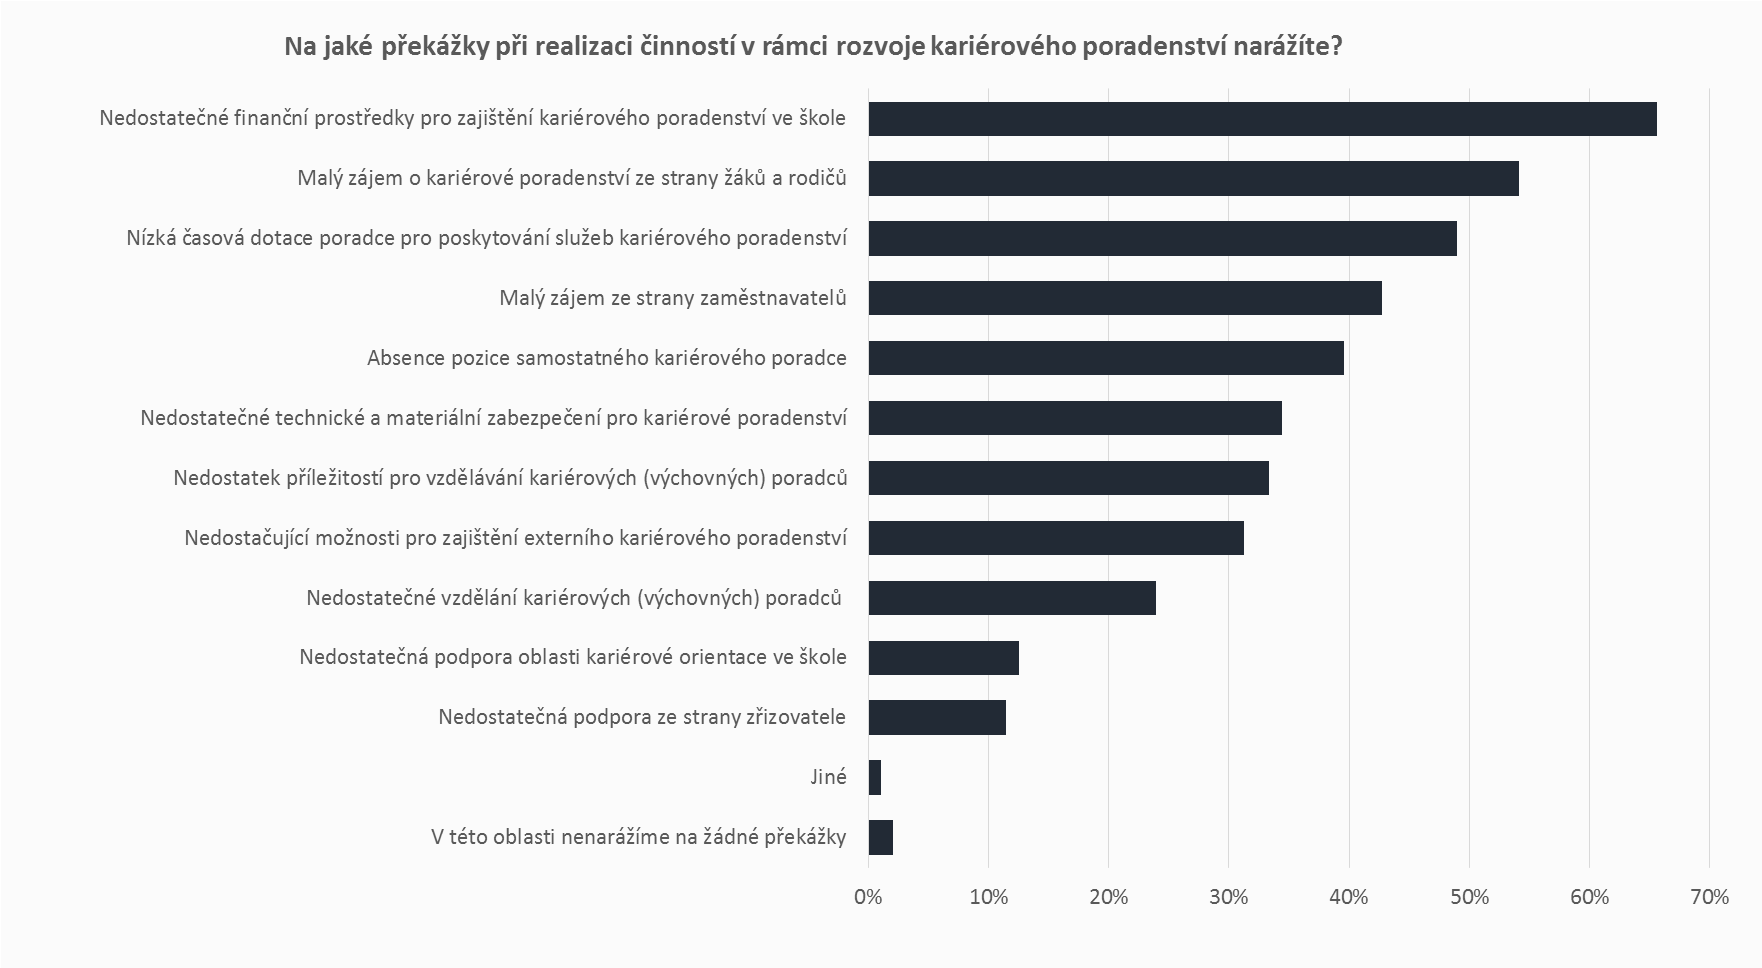 Na jaké překážky při realizaci činností v rámci rozvoje kariérového poradenství narážíte?
Nedostatečné finanční prostředky pro zajištění kariérového poradenství ve škole
Malý zájem o kariérové poradenství ze strany žáků a rodičů
Nízká časová dotace poradce pro poskytování služeb kariérového poradenství
Malý zájem ze strany zaměstnavatelů
Absence pozice samostatného kariérového poradce
Nedostatečné technické a materiální zabezpečení pro kariérové poradenství
Nedostatek příležitostí pro vzdělávání kariérových (výchovných) poradců
Nedostačující možnosti pro zajištění externího kariérového poradenství
Nedostatečné vzdělání kariérových (výchovných) poradců
Nedostatečná podpora oblasti kariérové orientace ve škole
Nedostatečná podpora ze strany zřizovatele
Jiné
V této oblasti nenarážíme na žádné překážky
0% 10% 20% 30% 40% 50% 60% 70%